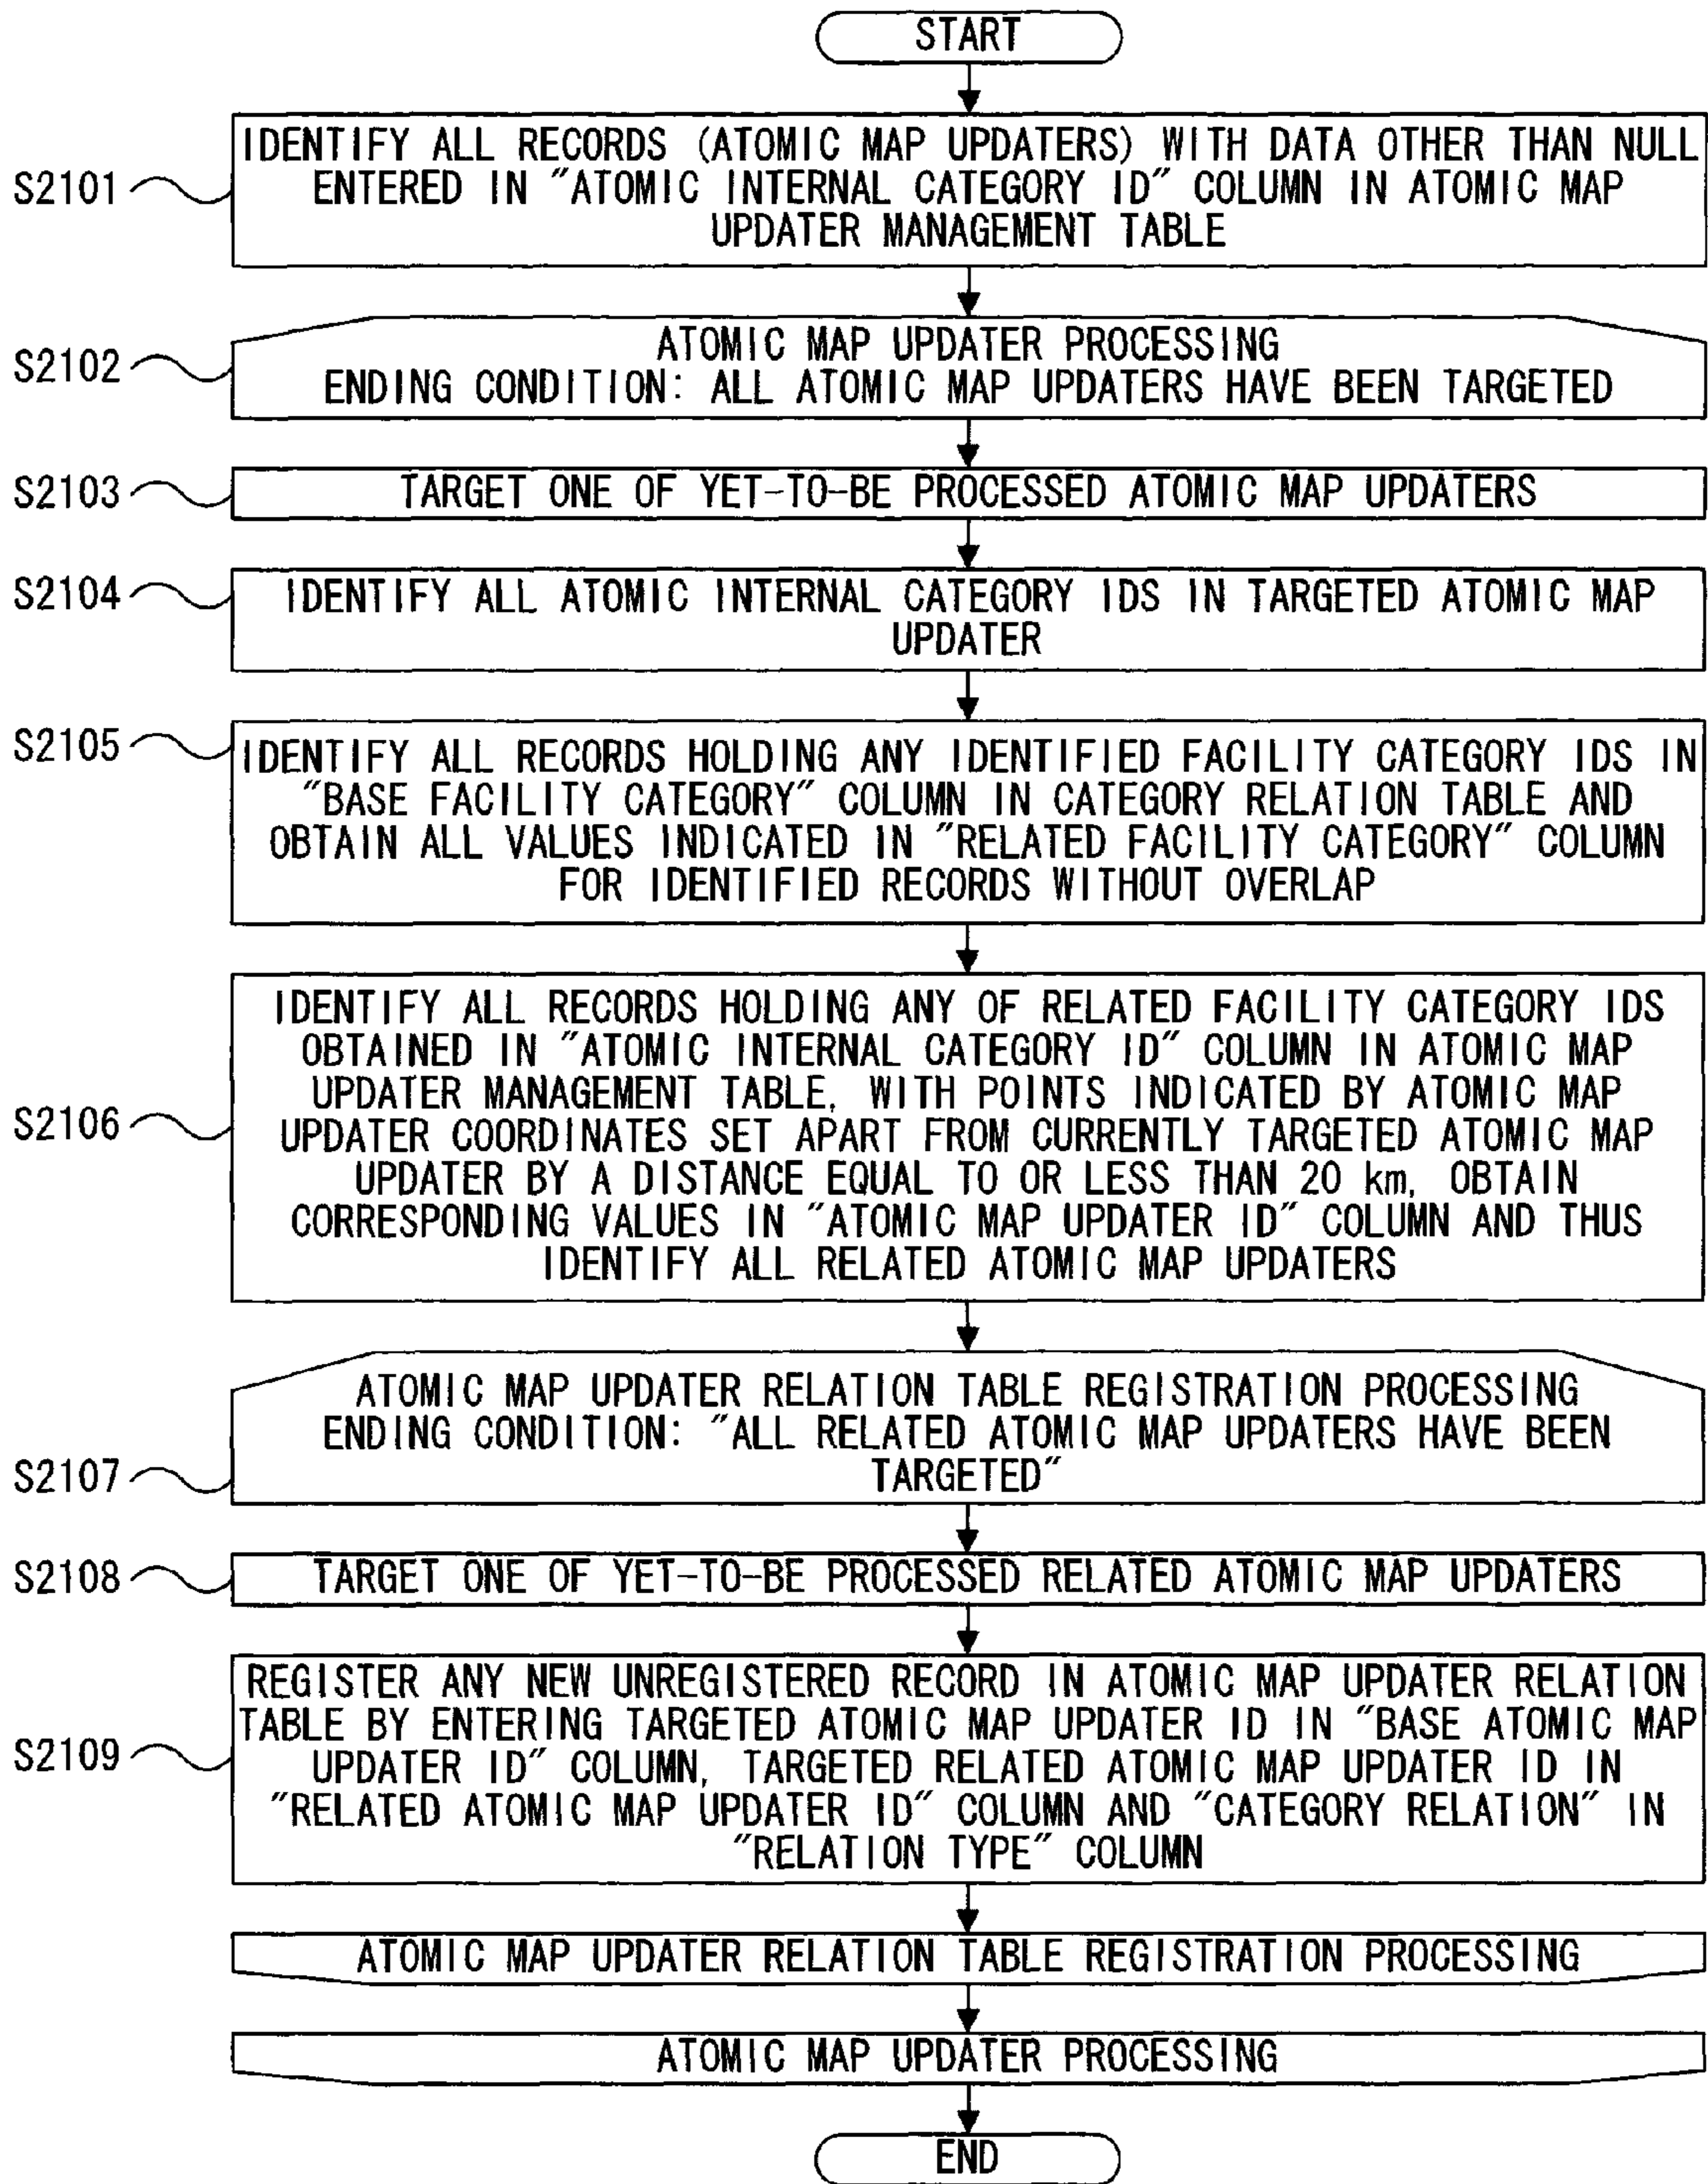 START
IDENTIFY ALL RECORDS (ATOMIC MAP UPDATERS) WITH DATA OTHER THAN NULL
ENTERED IN "ATOMIC INTERNAL CATEGORY ID" COLUMN IN ATOMIC MAP
UPDATER MANAGEMENT TABLE
S2101
ATOMIC MAP UPDATER PROCESSING
ENDING CONDITION: ALL ATOMIC MAP UPDATERS HAVE BEEN TARGETED
S2102
TARGET ONE OF YET-TO-BE PROCESSED ATOMIC MAP UPDATERS
S2103
IDENTIFY ALL ATOMIC INTERNAL CATEGORY IDS IN TARGETED ATOMIC MAP
UPDATER
S2104
IDENTIFY ALL RECORDS HOLDING ANY IDENTIFIED FACILITY CATEGORY IDS IN
"BASE FACILITY CATEGORY" COLUMN IN CATEGORY RELATION TABLE AND
OBTAIN ALL VALUES INDICATED IN "RELATED FACILITY CATEGORY" COLUMN
FOR IDENTIFIED RECORDS WITHOUT OVERLAP
S2105
IDENTIFY ALL RECORDS HOLDING ANY OF RELATED FACILITY CATEGORY IDS
OBTAINED IN "ATOMIC INTERNAL CATEGORY ID" COLUMN IN ATOMIC MAP
UPDATER MANAGEMENT TABLE, WITH POINTS INDICATED BY ATOMIC MAP
UPDATER COORDINATES SET APART FROM CURRENTLY TARGETED ATOMIC MAP
UPDATER BY A DISTANCE EQUAL TO OR LESS THAN 20 km, OBTAIN
CORRESPONDING VALUES IN "ATOMIC MAP UPDATER ID" COLUMN AND THUS
IDENTIFY ALL RELATED ATOMIC MAP UPDATERS
S2106
ATOMIC MAP UPDATER RELATION TABLE REGISTRATION PROCESSING
ENDING CONDITION: "ALL RELATED ATOMIC MAP UPDATERS HAVE BEEN
TARGETED"
S2107
TARGET ONE OF YET-TO-BE PROCESSED RELATED ATOMIC MAP UPDATERS
S2108
REGISTER ANY NEW UNREGISTERED RECORD IN ATOMIC MAP UPDATER RELATION
TABLE BY ENTERING TARGETED ATOMIC MAP UPDATER ID IN "BASE ATOMIC MAP
UPDATER ID" COLUMN, TARGETED RELATED ATOMIC MAP UPDATER ID IN
"RELATED ATOMIC MAP UPDATER ID" COLUMN AND "CATEGORY RELATION" IN
"RELATION TYPE" COLUMN
S2109
ATOMIC MAP UPDATER RELATION TABLE REGISTRATION PROCESSING
ATOMIC MAP UPDATER PROCESSING
END